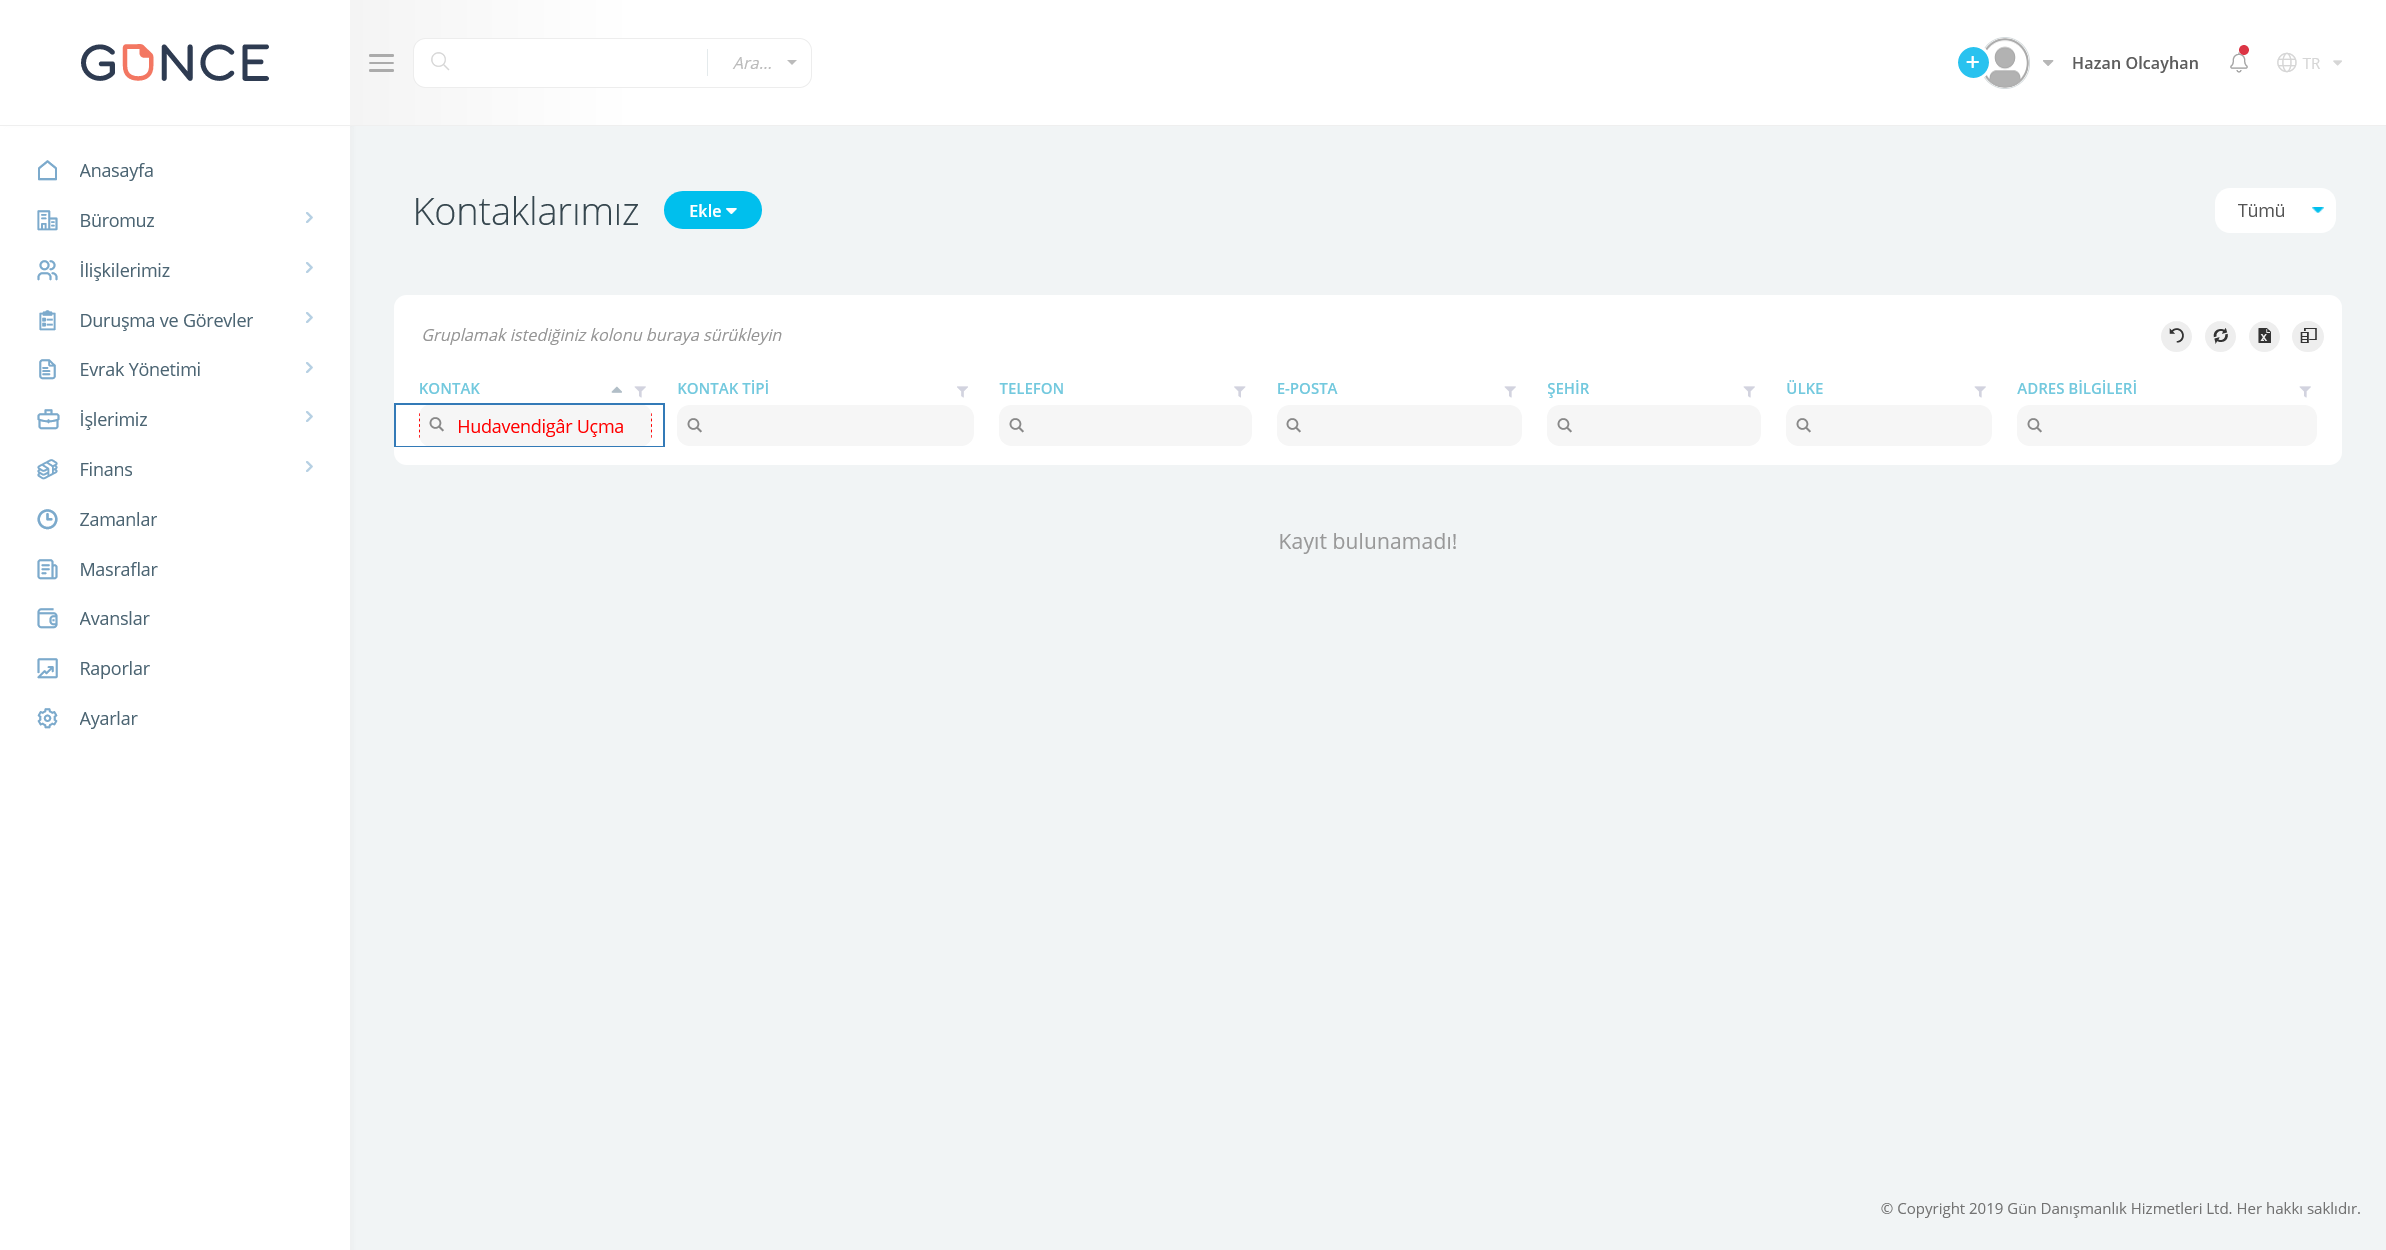 GÜNCE
Ara...
Hazan Olcayhan
TR
Anasayfa
Büromuz
İlişkilerimiz
Duruşma ve Görevler
Evrak Yönetimi
İşlerimiz
Finans
Zamanlar
Masraflar
Avanslar
Raporlar
Ayarlar
Kontaklarımız
Ekle
Tümü
Gruplamak istediğiniz kolonu buraya sürükleyin
KONTAK KONTAK TİPİ TELEFON E-POSTA ŞEHİR ÜLKE ADRES BİLGİLERİ
Hudavendigâr Uçma
Kayıt bulunamadı!
© Copyright 2019 Gün Danışmanlık Hizmetleri Ltd. Her hakkı saklıdır.